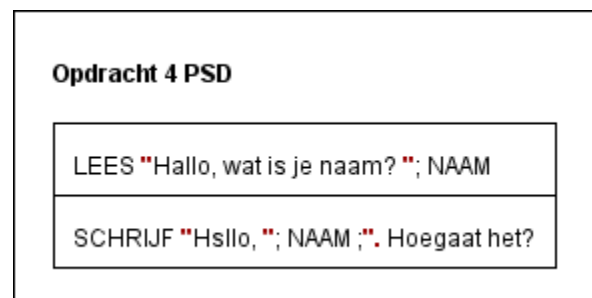 Opdracht 4 PSD
LEES "Hallo, wat is je naam? "; NAAM
SCHRIJF "Hsllo, "; NAAM ;". Hoegaat het?